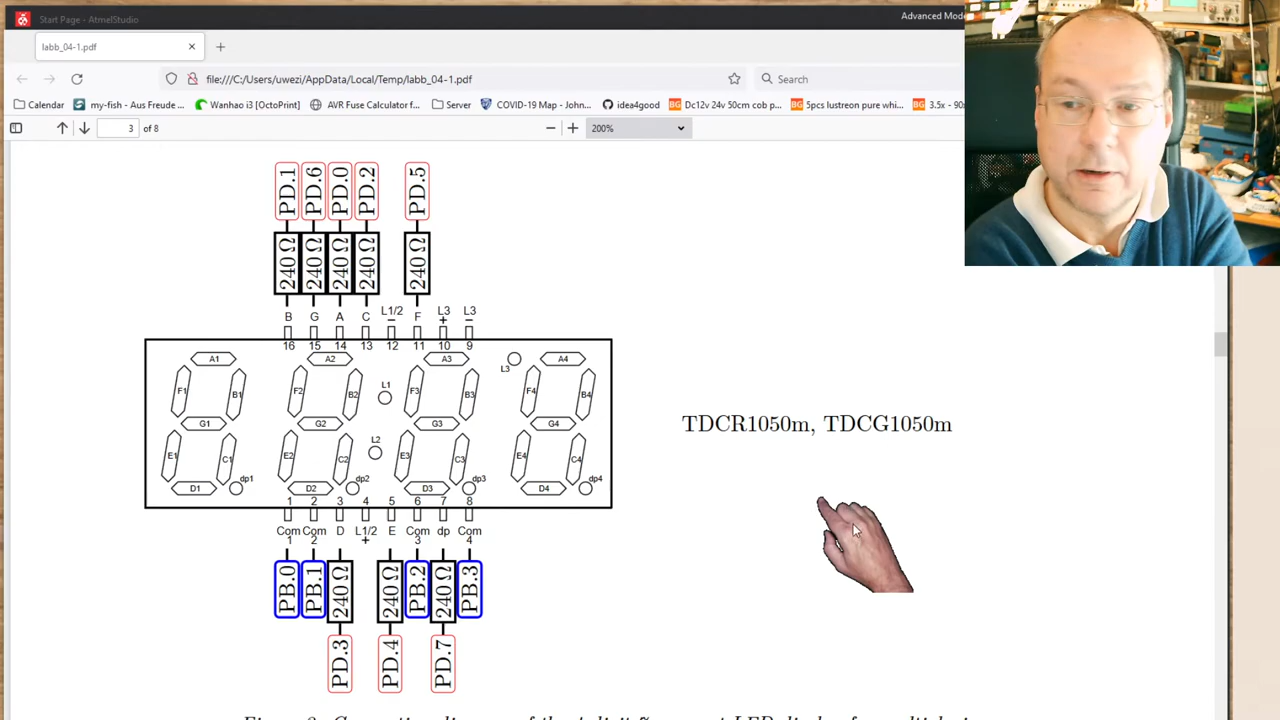 Start Page - AtmelStudio
Advanced Mod
labb_04-1.pdf
file:///C:/Users/uwezi/AppData/Local/Temp/labb_04-1.pdf
Search
Calendar
my-fish - Aus Freude ...
Wanhao i3 [OctoPrint]
AVR Fuse Calculator f...
Server
COVID-19 Map - John...
idea4good
BG Dc12v 24v 50cm cob p...
BG 5pcs lustreon pure whi...
BG 3.5x - 90x
3 of 8
200%
PD.1 PD.6 PD.0 PD.2 PD.5
240Ω 240Ω 240Ω 240Ω 240Ω
B G A C L1/2 − F L3 + L3 −
16 15 14 13 12 11 10 9
A1 A2 A3 L3 A4
F1 B1 F2 B2 L1 F3 B3 F4 B4
G1 G2 G3 G4
TDCR1050m, TDCG1050m
E1 C1 E2 C2 L2 E3 C3 E4 C4
dp1 dp2 dp3 dp4
D1 D2 D3 D4
1 2 3 4 5 6 7 8
Com 1 Com 2 D L1/2 + E Com 3 dp Com 4
PB.0 PB.1 240Ω 240Ω PB.2 240Ω PB.3
PD.3 PD.4 PD.7